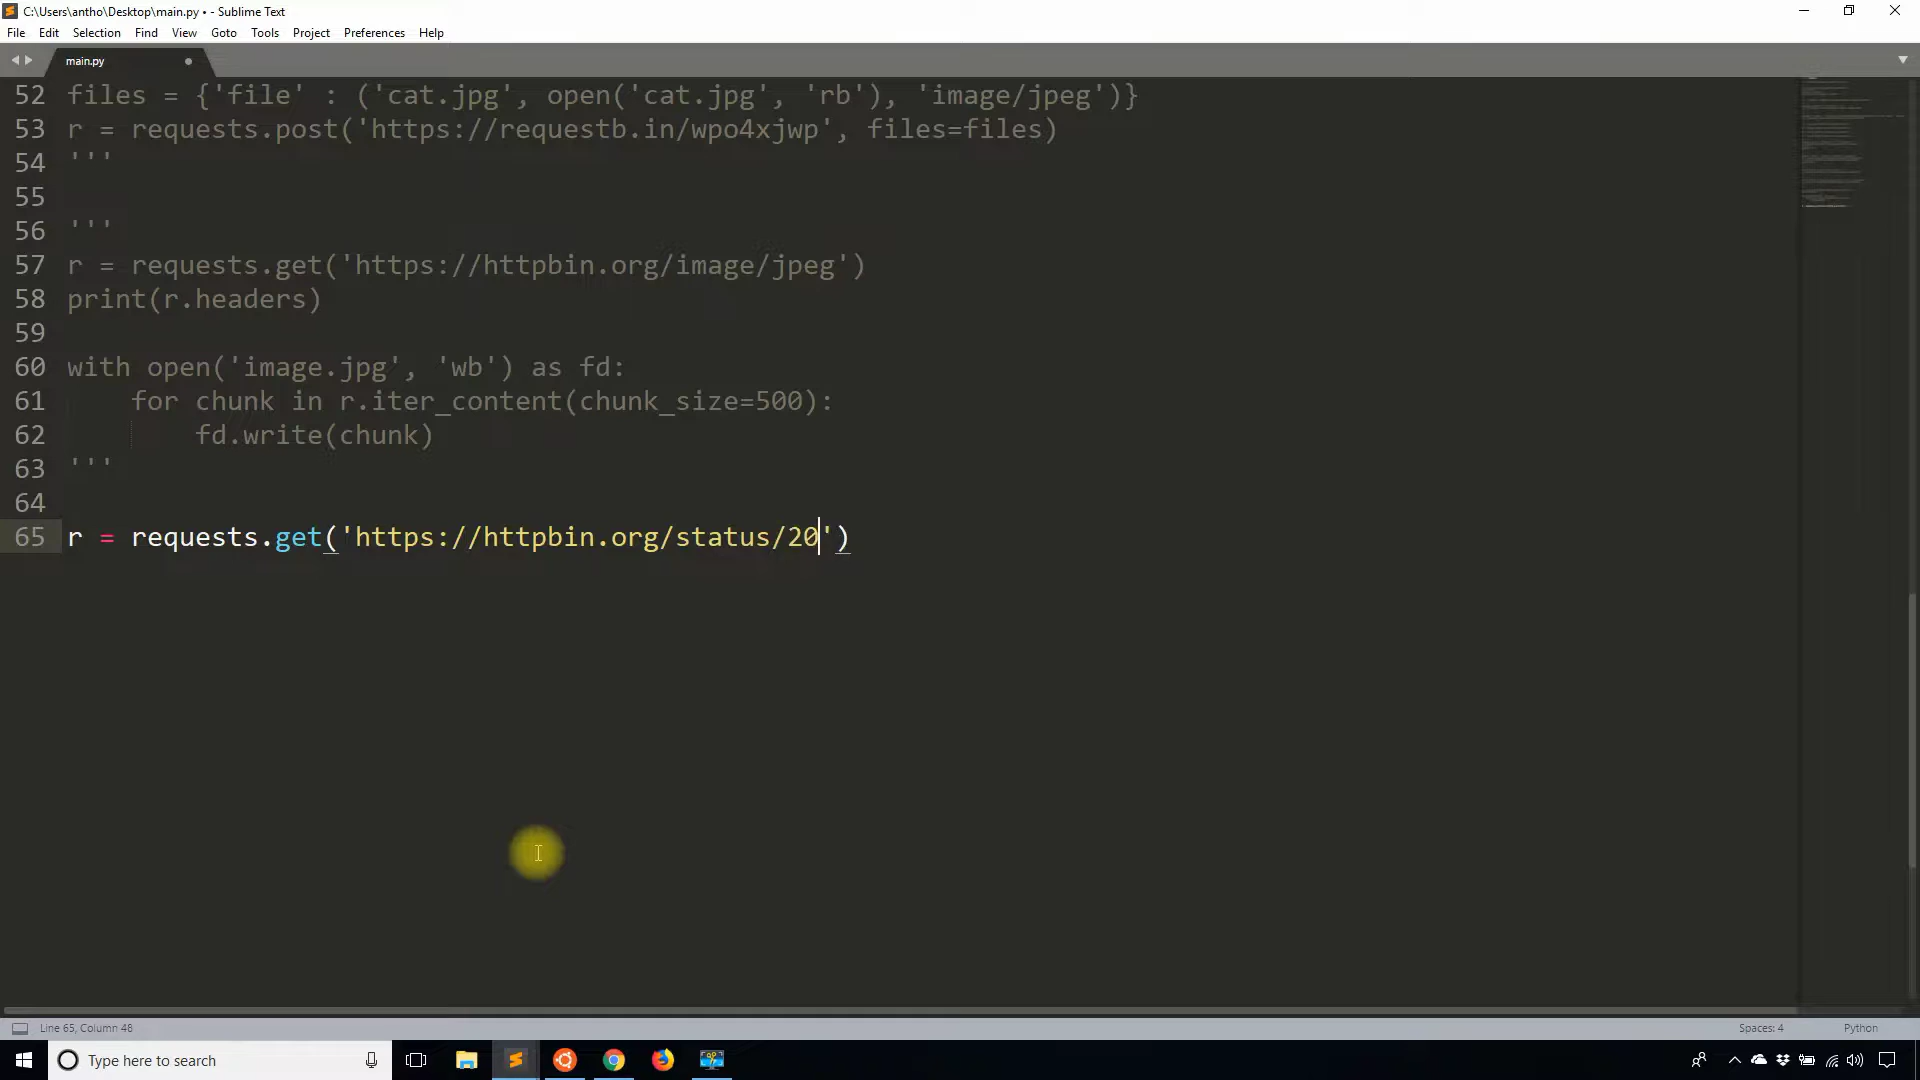 C:\Users\antho\Desktop\main.py • - Sublime Text
File Edit Selection Find View Goto Tools Project Preferences Help
main.py
52 files = {'file' : ('cat.jpg', open('cat.jpg', 'rb'), 'image/jpeg')}
53 r = requests.post('https://requestb.in/wpo4xjwp', files=files)
54 '''
55
56 '''
57 r = requests.get('https://httpbin.org/image/jpeg')
58 print(r.headers)
59
60 with open('image.jpg', 'wb') as fd:
61     for chunk in r.iter_content(chunk_size=500):
62         fd.write(chunk)
63 '''
64
65 r = requests.get('https://httpbin.org/status/20')
Line 65, Column 48 Spaces: 4 Python
Type here to search